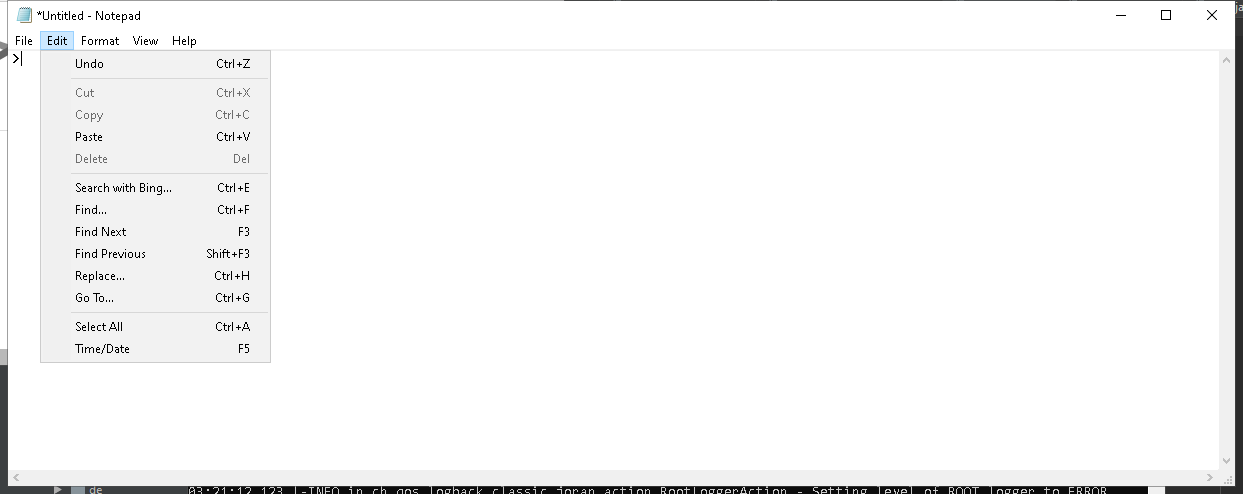 *Untitled - Notepad
File Edit Format View Help
>
Undo Ctrl+Z
Cut Ctrl+X
Copy Ctrl+C
Paste Ctrl+V
Delete Del
Search with Bing... Ctrl+E
Find... Ctrl+F
Find Next F3
Find Previous Shift+F3
Replace... Ctrl+H
Go To... Ctrl+G
Select All Ctrl+A
Time/Date F5
de 03:21:12,123 |-INFO in ch.qos.logback.classic.joran.action.RootLoggerAction - Setting level of ROOT logger to ERROR